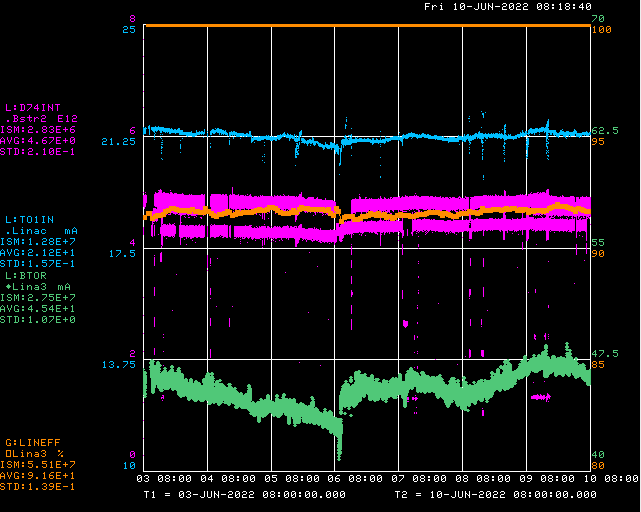 Fri 10-JUN-2022 08:18:40
8 70
25 100
L:D74INT
.Bstr2 E12
ISM:2.83E+6
AVG:4.67E+0
STD:2.10E-1
6 62.5
21.25 95
L:TO1IN
.Linac mA
ISM:1.28E+7
AVG:2.12E+1
STD:1.57E-1
4 55
17.5 90
L:BTOR
◆Lina3 mA
ISM:2.75E+7
AVG:4.54E+1
STD:1.07E+0
2 47.5
13.75 85
G:LINEFF
□Lina3 %
ISM:5.51E+7
AVG:9.16E+1
STD:1.39E-1
0 40
10 80
03 08:00 04 08:00 05 08:00 06 08:00 07 08:00 08 08:00 09 08:00 10 08:00
T1 = 03-JUN-2022 08:00:00.000 T2 = 10-JUN-2022 08:00:00.000